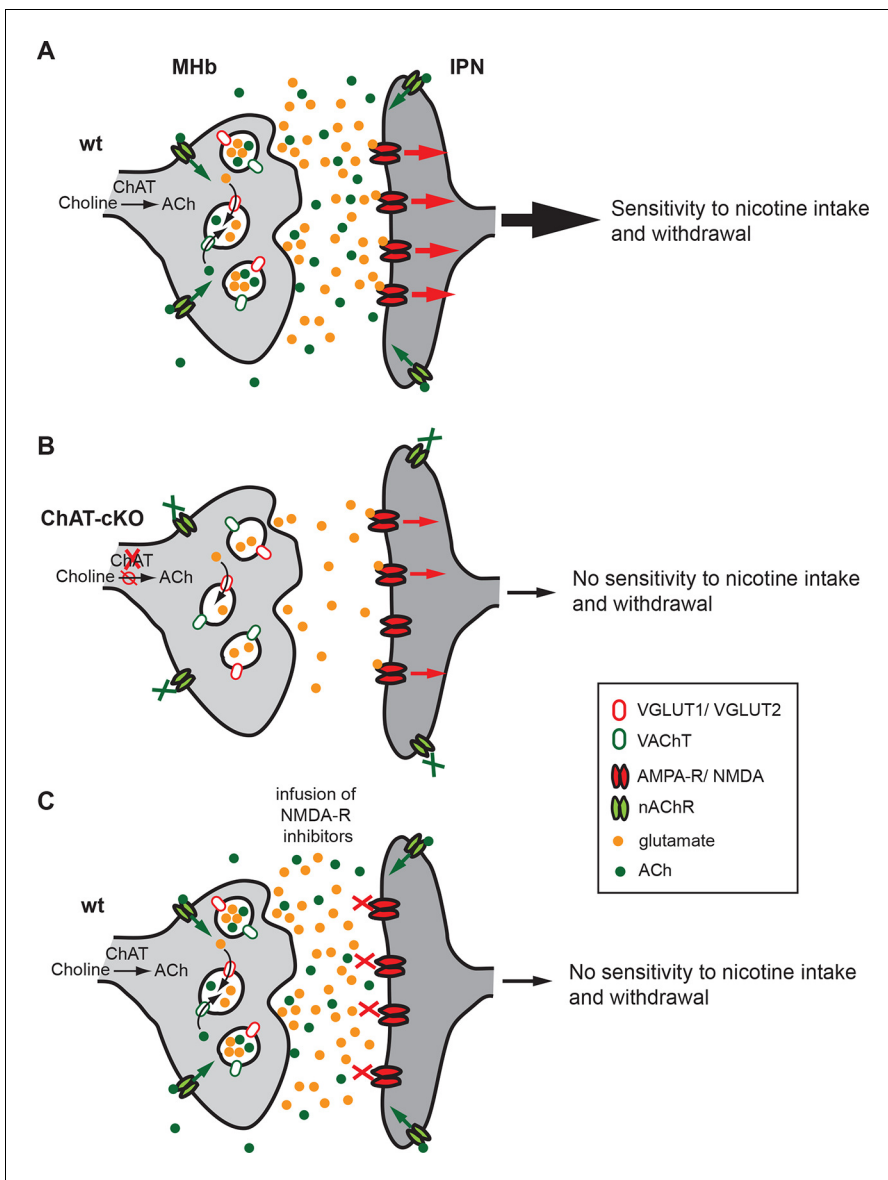 A
MHb
IPN
wt
ChAT
Choline
ACh
Sensitivity to nicotine intake
and withdrawal
B
ChAT-cKO
ChAT
Choline
ACh
No sensitivity to nicotine intake
and withdrawal
VGLUT1/ VGLUT2
VAChT
AMPA-R/ NMDA
nAChR
glutamate
ACh
C
infusion of
NMDA-R
inhibitors
wt
ChAT
Choline
ACh
No sensitivity to nicotine intake
and withdrawal